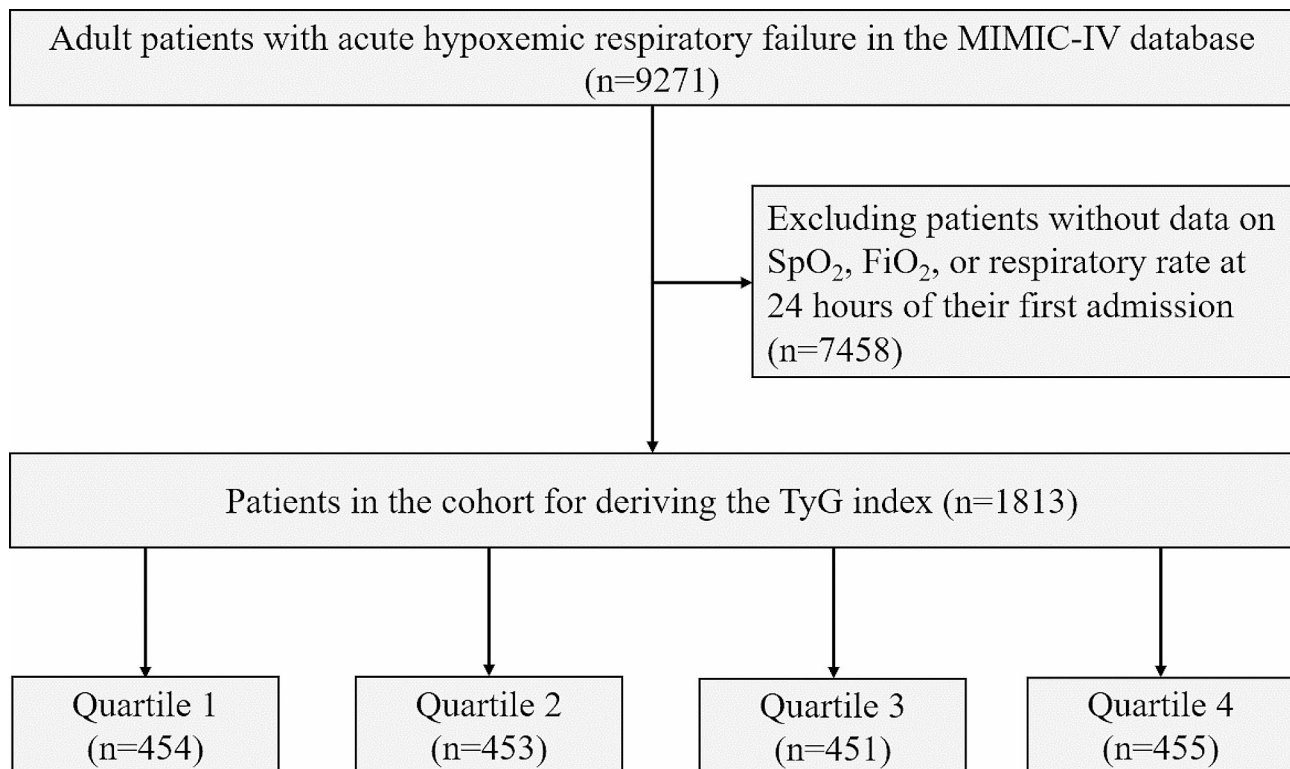 Adult patients with acute hypoxemic respiratory failure in the MIMIC-IV database
(n=9271)
Excluding patients without data on
SpO₂, FiO₂, or respiratory rate at
24 hours of their first admission
(n=7458)
Patients in the cohort for deriving the TyG index (n=1813)
Quartile 1
(n=454)
Quartile 2
(n=453)
Quartile 3
(n=451)
Quartile 4
(n=455)